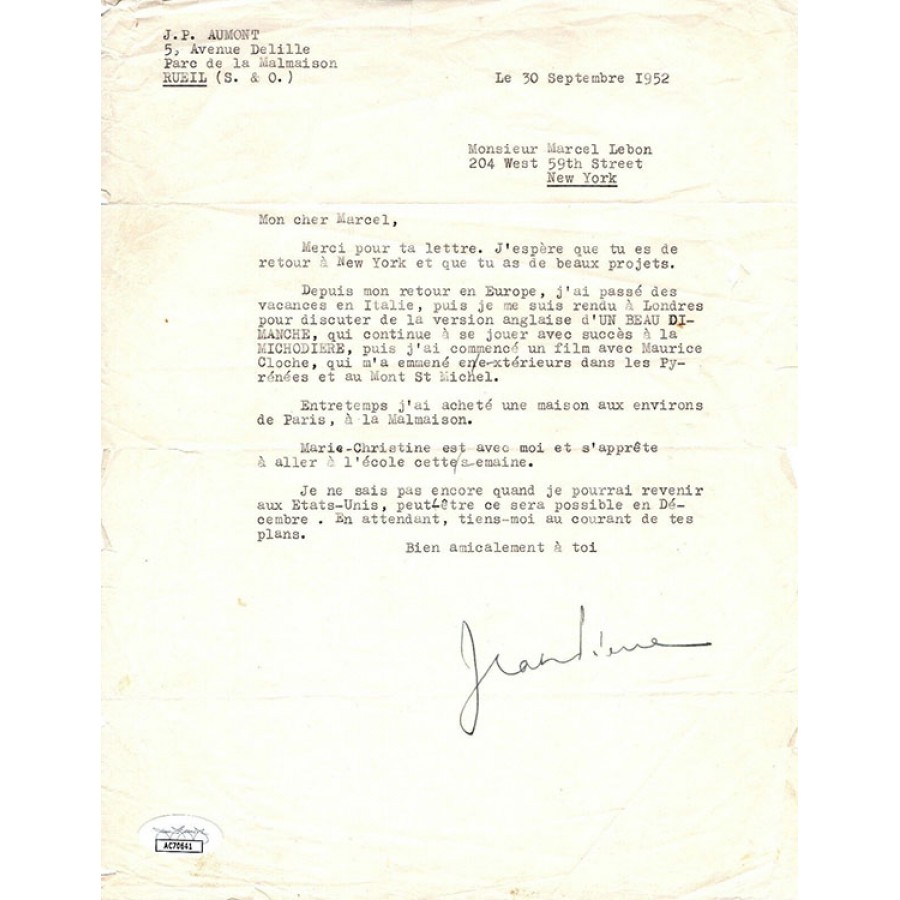 J.P. AUMONT
5, Avenue Delille
Parc de la Malmaison
RUEIL (S. & O.)
Le 30 Septembre I952
Monsieur Marcel Lebon
204 West 59th Street
New York
Mon cher Marcel,
Merci pour ta lettre. J'espère que tu es de
retour à New York et que tu as de beaux projets.
Depuis mon retour en Europe, j'ai passé des
vacances en Italie, puis je me suis rendu à Londres
pour discuter de la version anglaise d'UN BEAU DI-
MANCHE, qui continue à se jouer avec succès à la
MICHODIERE, puis j'ai commencé un film avec Maurice
Cloche, qui m'a emmené en/e-xtérieurs dans les Py-
rénées et au Mont St Michel.
Entretemps j'ai acheté une maison aux environs
de Paris, à la Malmaison.
Marie-Christine est avec moi et s'apprête
à aller à l'école cette/s-emaine.
Je ne sais pas encore quand je pourrai revenir
aux Etats-Unis, peut-être ce sera possible en Dé-
cembre . En attendant, tiens-moi au courant de tes
plans.
Bien amicalement à toi
Jean Pierre
AC70641